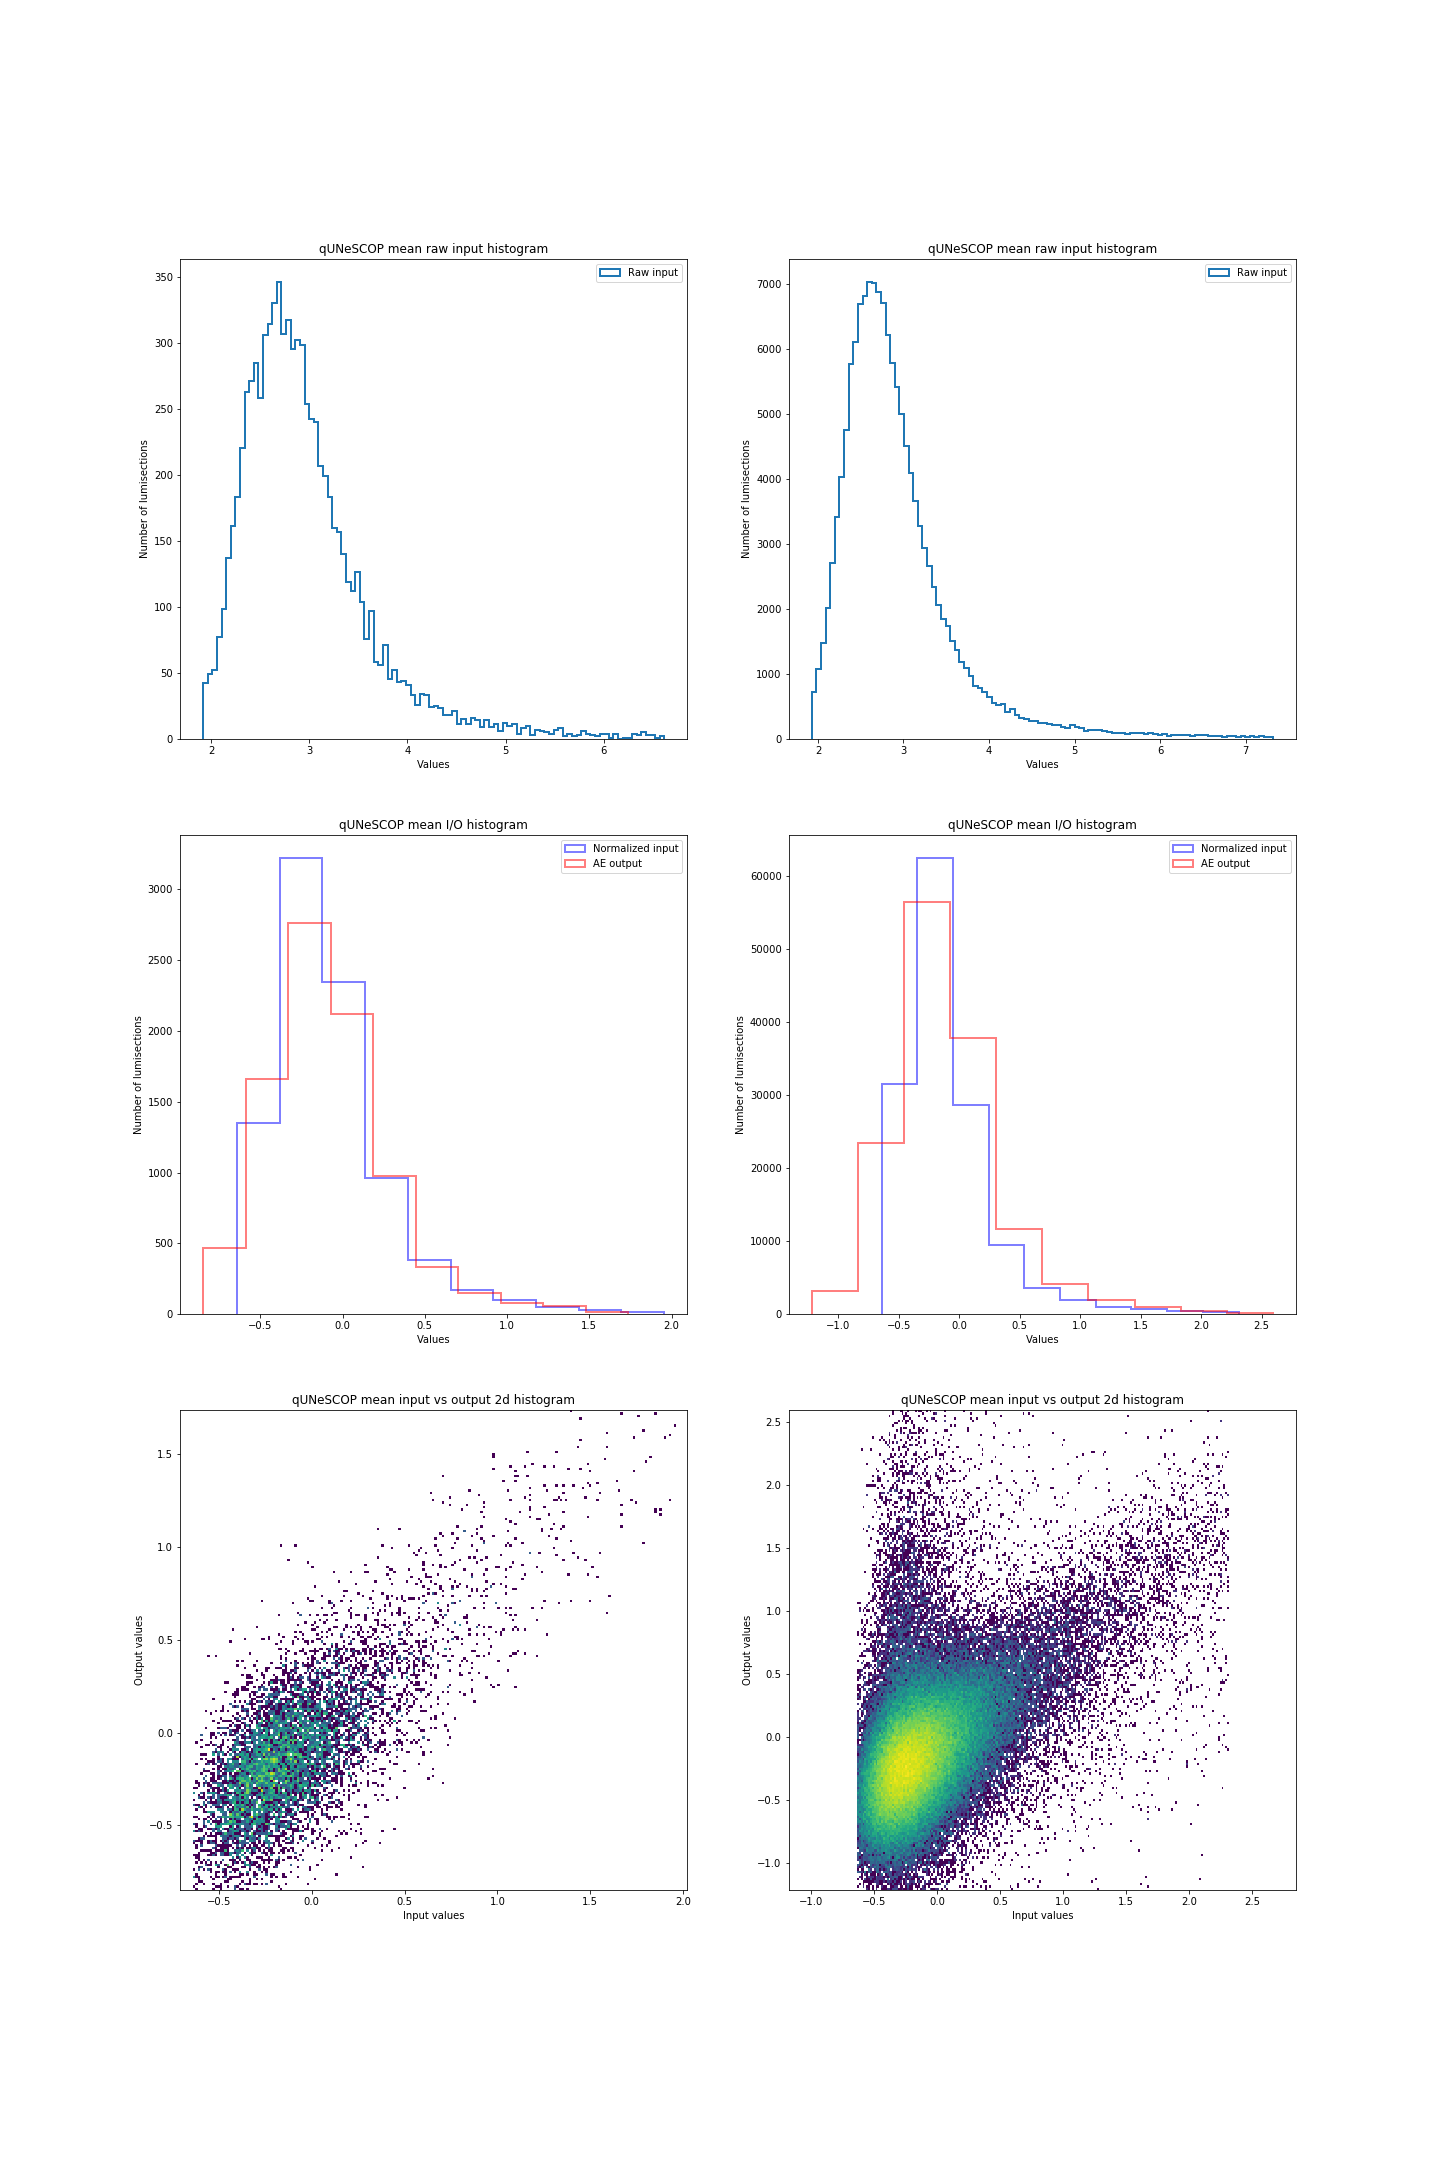 qUNeSCOP mean raw input histogram
Raw input
350
300
250
200
150
100
50
0
Number of lumisections
2 3 4 5 6
Values
qUNeSCOP mean raw input histogram
Raw input
7000
6000
5000
4000
3000
2000
1000
0
Number of lumisections
2 3 4 5 6 7
Values
qUNeSCOP mean I/O histogram
Normalized input
AE output
3000
2500
2000
1500
1000
500
0
Number of lumisections
−0.5 0.0 0.5 1.0 1.5 2.0
Values
qUNeSCOP mean I/O histogram
Normalized input
AE output
60000
50000
40000
30000
20000
10000
0
Number of lumisections
−1.0 −0.5 0.0 0.5 1.0 1.5 2.0 2.5
Values
qUNeSCOP mean input vs output 2d histogram
1.5
1.0
0.5
0.0
−0.5
Output values
−0.5 0.0 0.5 1.0 1.5 2.0
Input values
qUNeSCOP mean input vs output 2d histogram
2.5
2.0
1.5
1.0
0.5
0.0
−0.5
−1.0
Output values
−1.0 −0.5 0.0 0.5 1.0 1.5 2.0 2.5
Input values